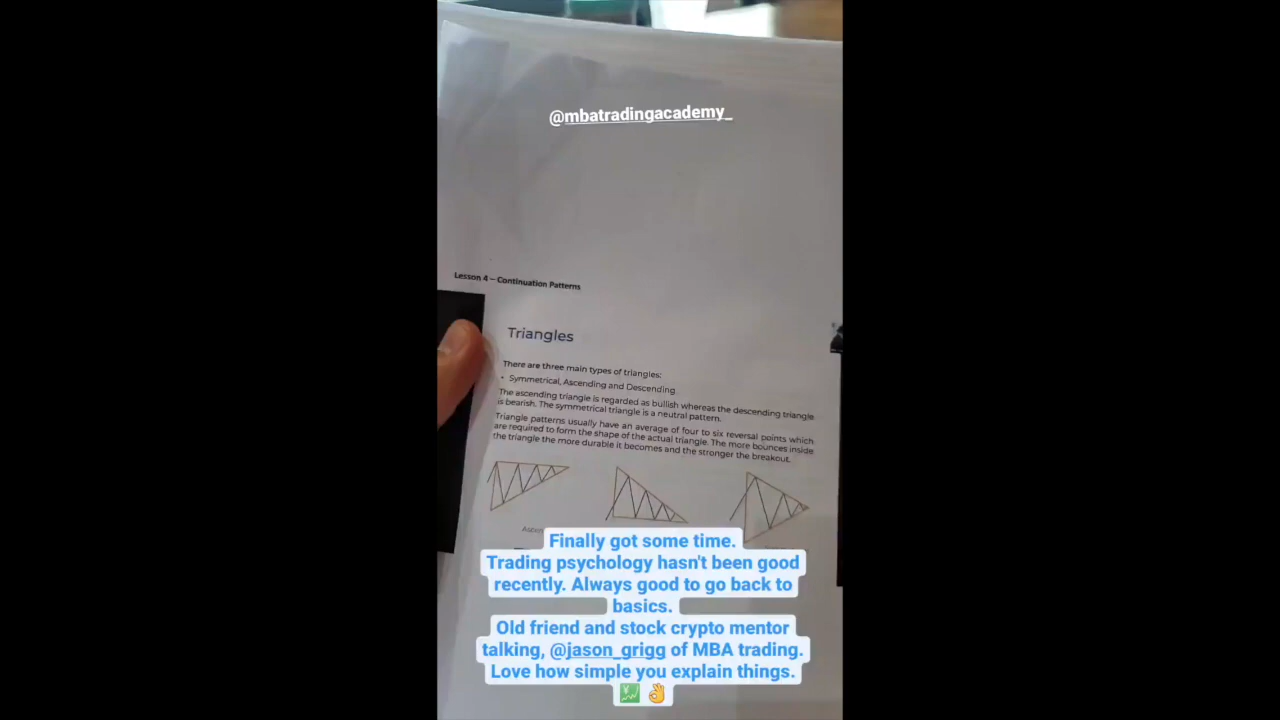 @mbatradingacademy_
Lesson 4 – Continuation Patterns
Triangles
There are three main types of triangles:
• Symmetrical, Ascending and Descending
The ascending triangle is regarded as bullish whereas the descending triangle
is bearish. The symmetrical triangle is a neutral pattern.
Triangle patterns usually have an average of four to six reversal points which
are required to form the shape of the actual triangle. The more bounces inside
the triangle the more durable it becomes and the stronger the breakout.
Finally got some time.
Trading psychology hasn't been good
recently. Always good to go back to
basics.
Old friend and stock crypto mentor
talking, @jason_grigg of MBA trading.
Love how simple you explain things.
💹 👌